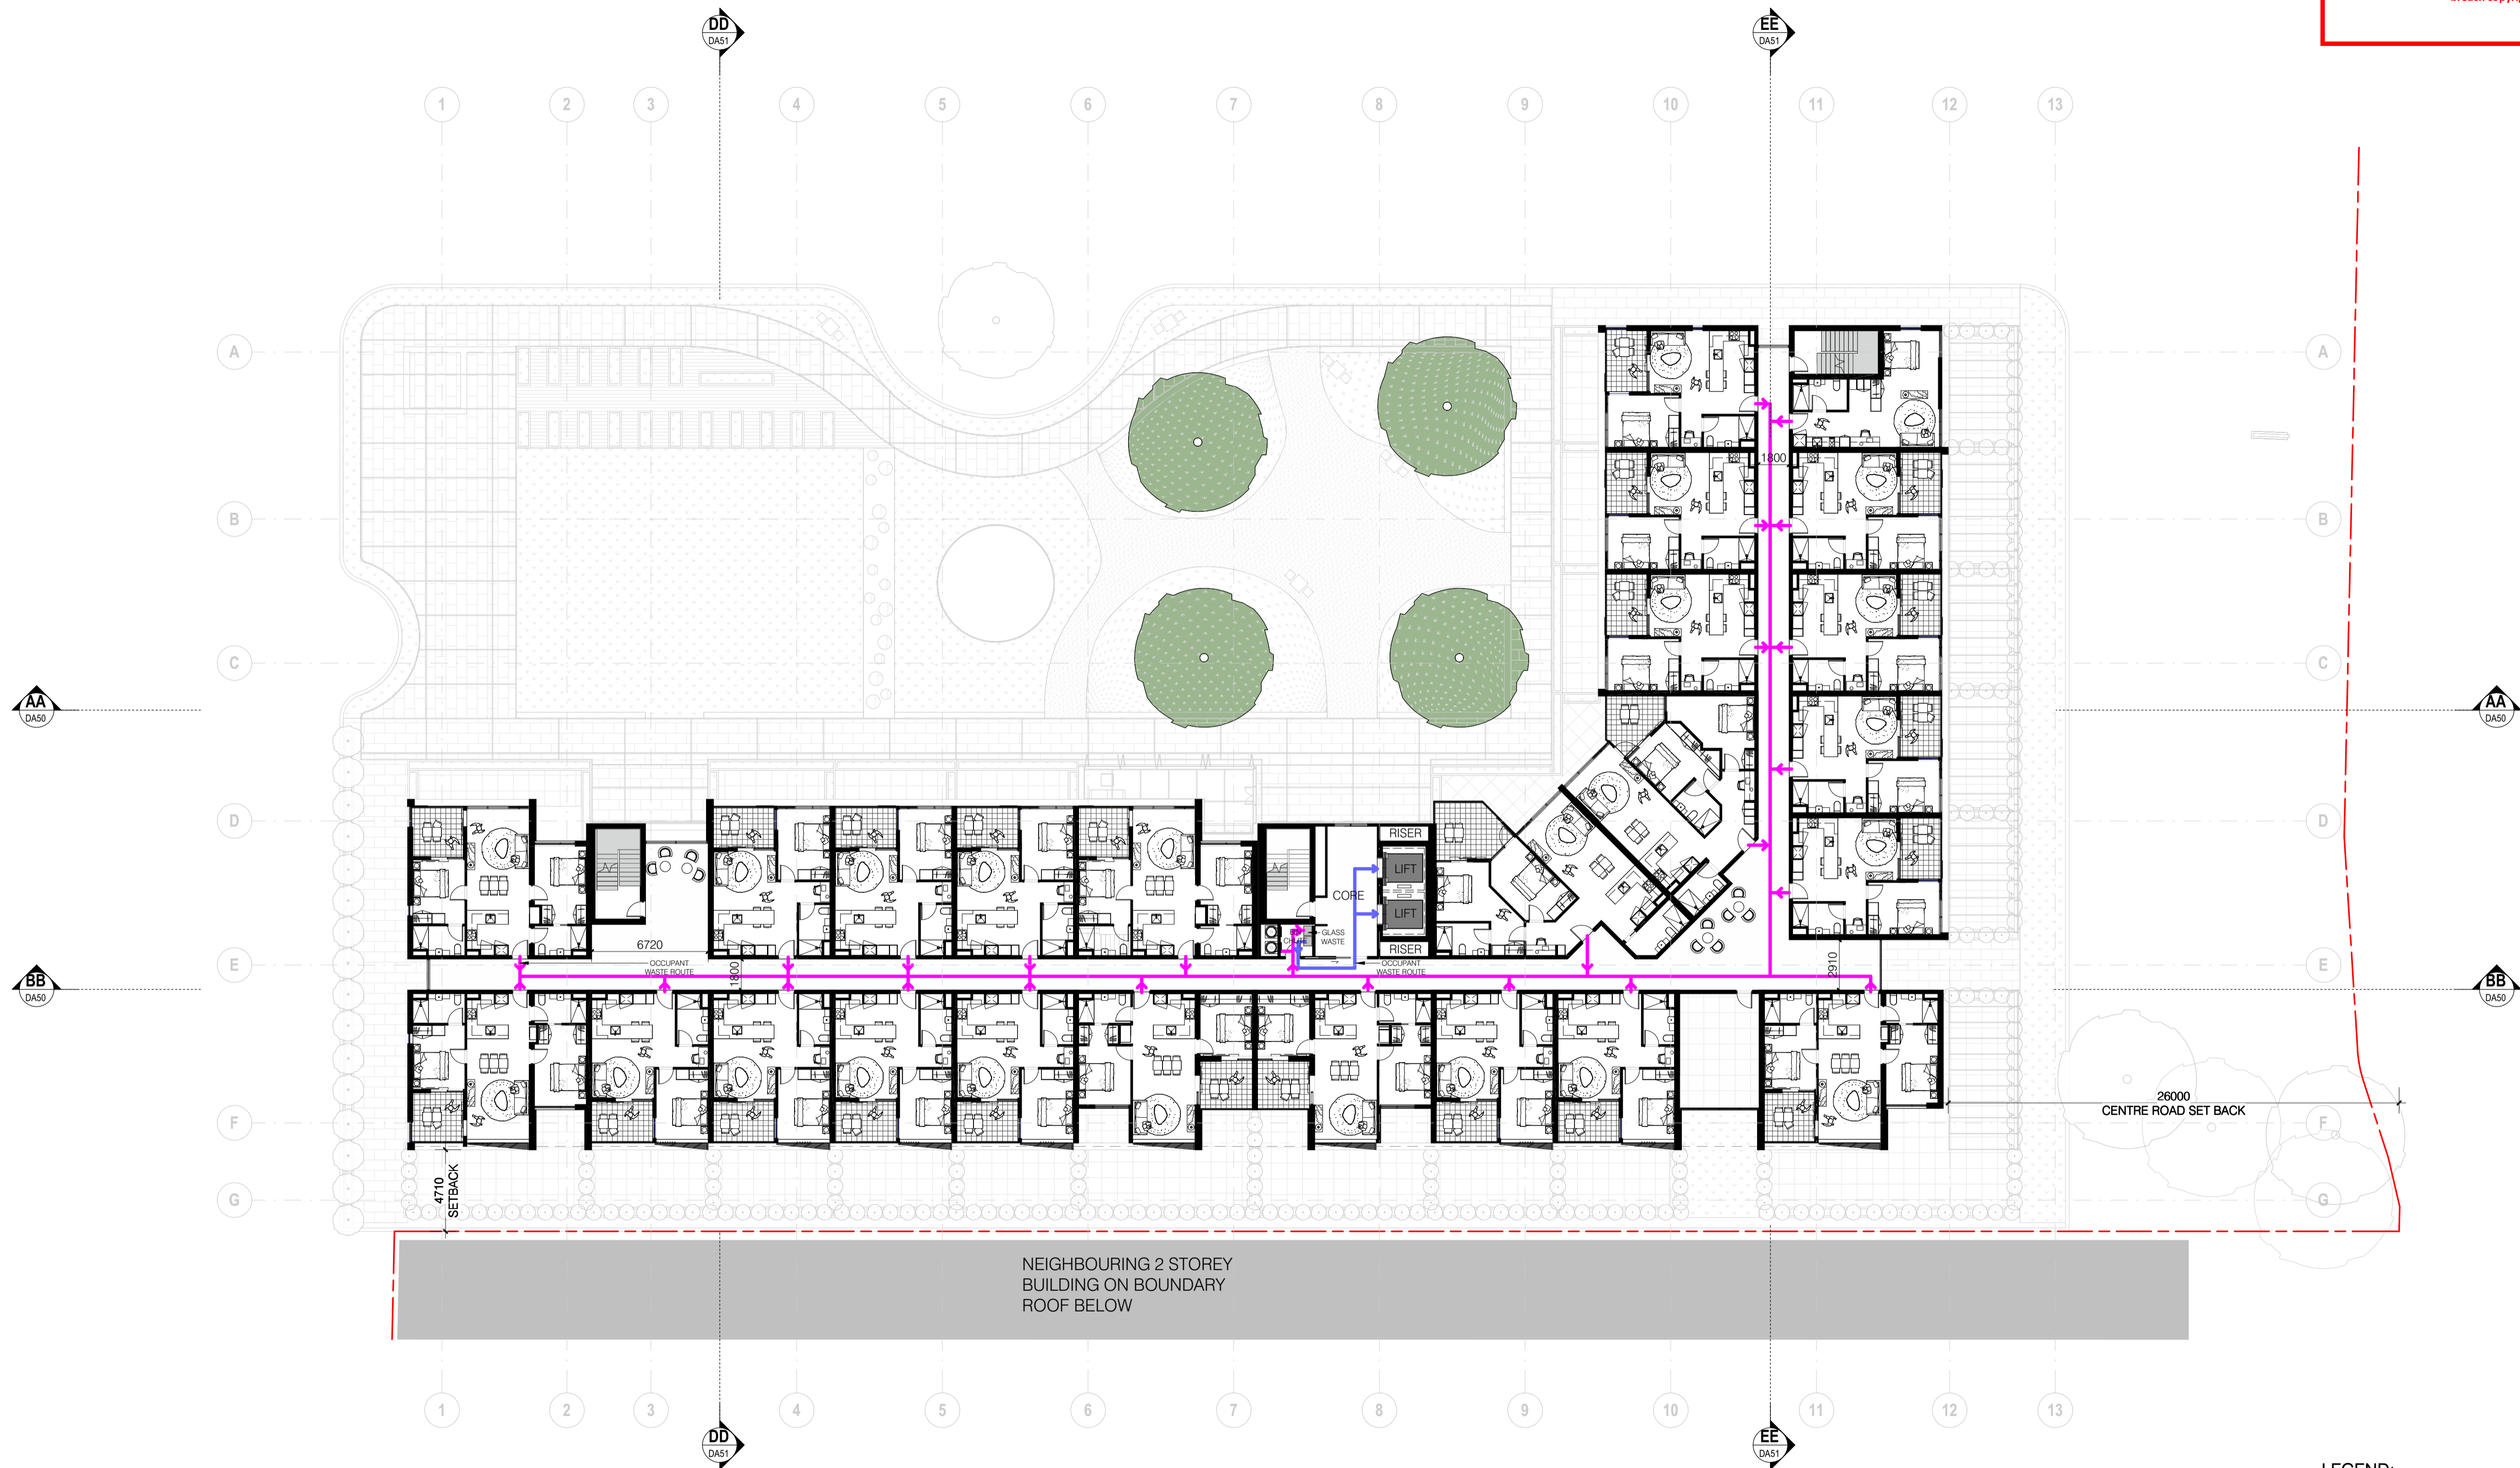 DD
DA51
EE
DA51
1
2
3
4
5
6
7
8
9
10
11
12
13
A
A
1800
B
B
C
C
AA
DA50
AA
DA50
D
D
RISER
LIFT
CORE
LIFT
GLASS
WASTE
BIN
CHUTE
RISER
6720
E
E
OCCUPANT
WASTE ROUTE
OCCUPANT
WASTE ROUTE
1800
2910
BB
DA50
BB
DA50
26000
CENTRE ROAD SET BACK
F
F
4710
SETBACK
G
G
NEIGHBOURING 2 STOREY
BUILDING ON BOUNDARY
ROOF BELOW
1
2
3
4
5
6
7
8
9
10
11
12
13
DD
DA51
EE
DA51